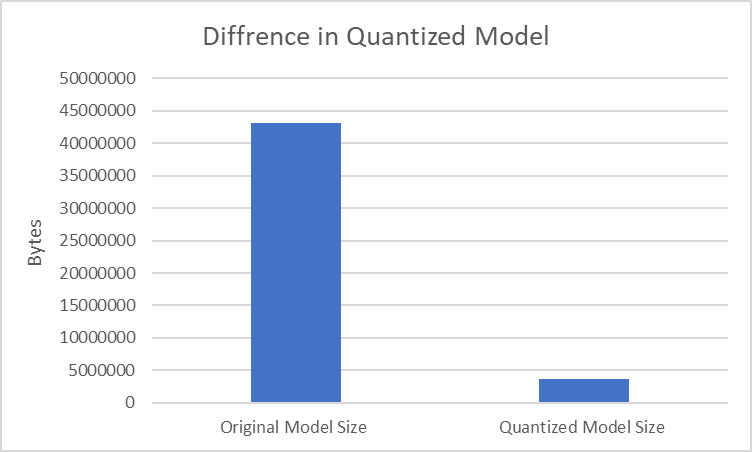 Diffrence in Quantized Model
50000000
45000000
40000000
35000000
30000000
25000000
20000000
15000000
10000000
5000000
0
Bytes
Original Model Size
Quantized Model Size